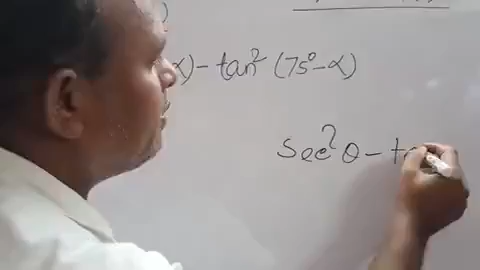 α) - tan² (75° - α)
Sec²θ - t